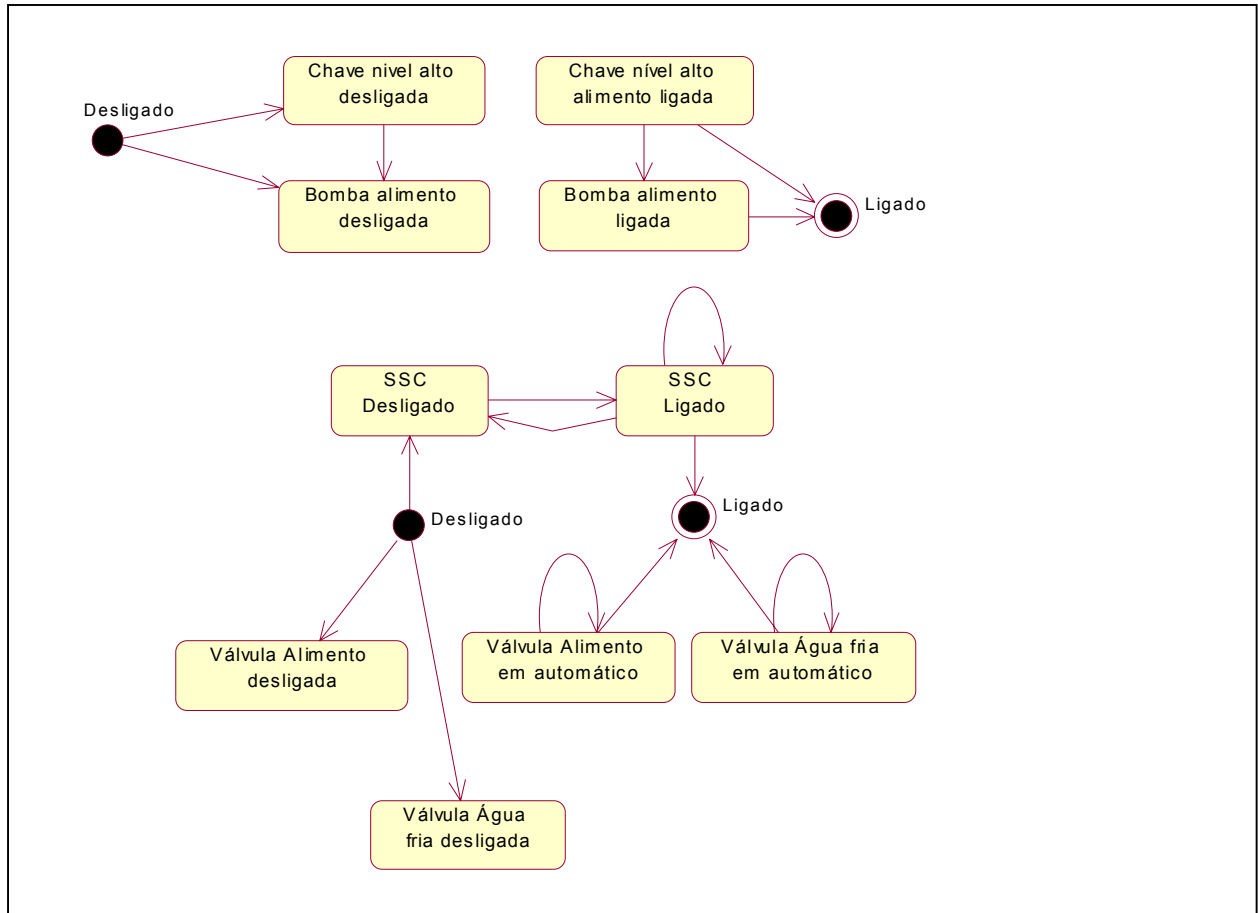 Chave nivel alto
desligada
Chave nível alto
alimento ligada
Desligado
Bomba alimento
desligada
Bomba alimento
ligada
Ligado
SSC
Desligado
SSC
Ligado
Desligado
Ligado
Válvula Alimento
desligada
Válvula Alimento
em automático
Válvula Água fria
em automático
Válvula Água
fria desligada